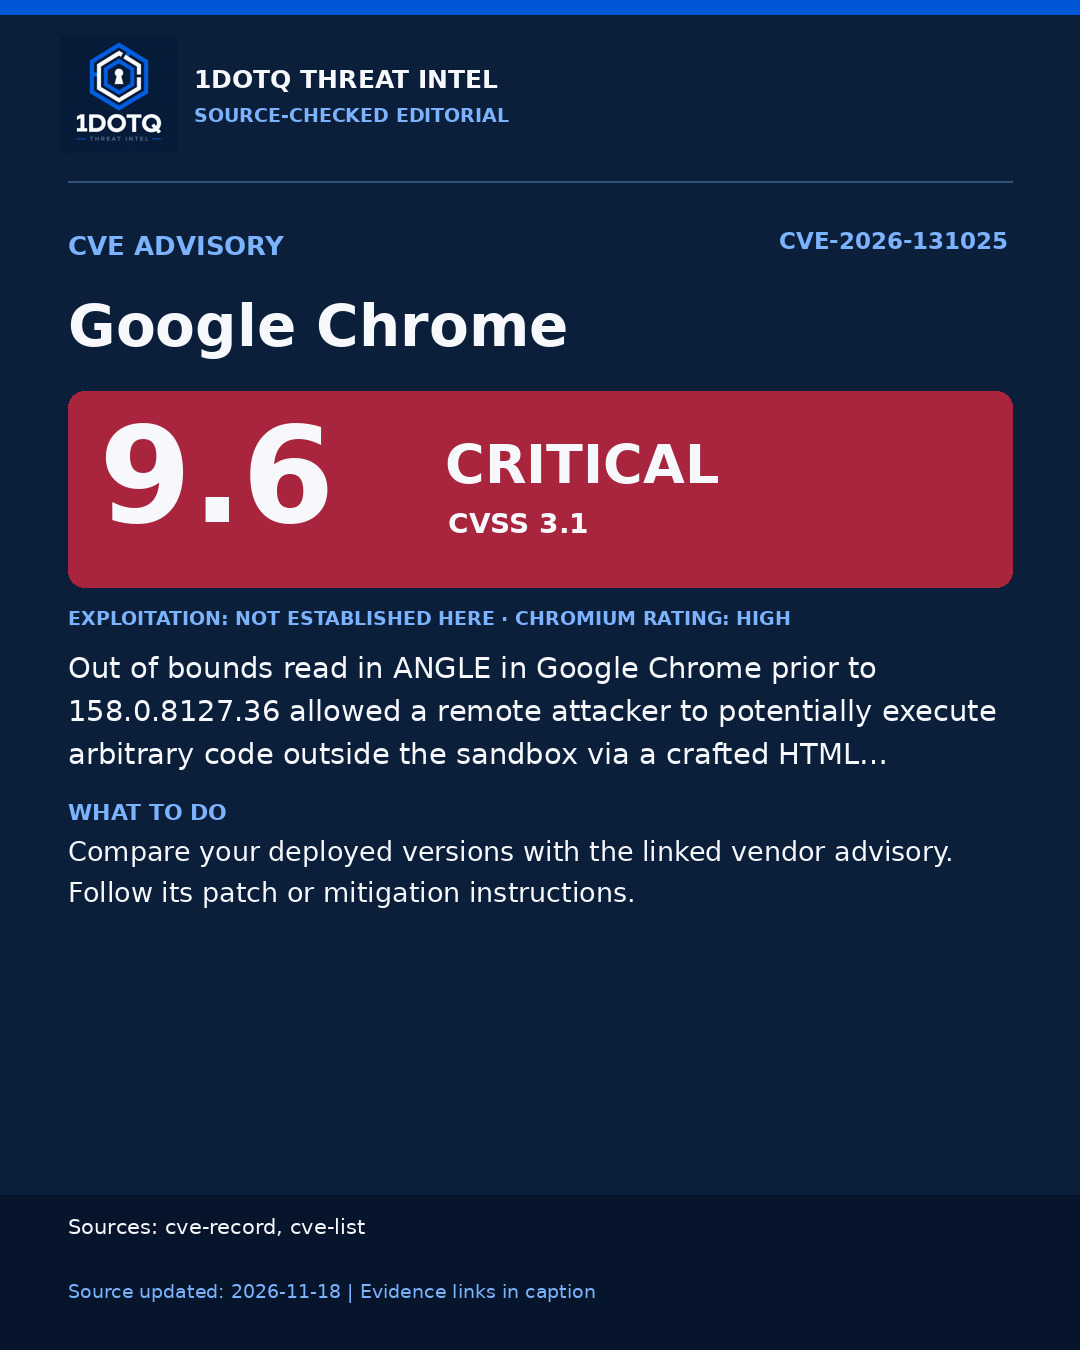 1DOTQ
THREAT INTEL
1DOTQ THREAT INTEL
SOURCE-CHECKED EDITORIAL
CVE ADVISORY
CVE-2026-131025
Google Chrome
9.6
CRITICAL
CVSS 3.1
EXPLOITATION: NOT ESTABLISHED HERE · CHROMIUM RATING: HIGH
Out of bounds read in ANGLE in Google Chrome prior to
158.0.8127.36 allowed a remote attacker to potentially execute
arbitrary code outside the sandbox via a crafted HTML...
WHAT TO DO
Compare your deployed versions with the linked vendor advisory.
Follow its patch or mitigation instructions.
Sources: cve-record, cve-list
Source updated: 2026-11-18 | Evidence links in caption